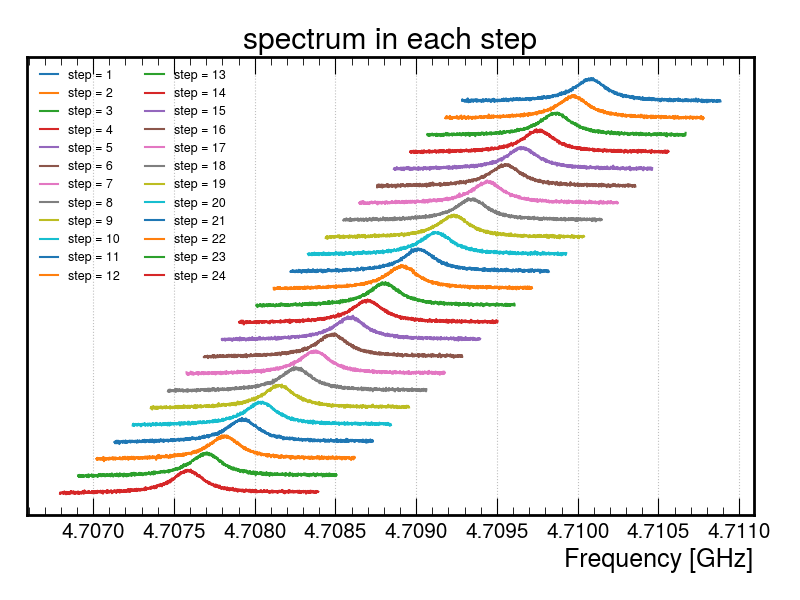 spectrum in each step
step = 1
step = 2
step = 3
step = 4
step = 5
step = 6
step = 7
step = 8
step = 9
step = 10
step = 11
step = 12
step = 13
step = 14
step = 15
step = 16
step = 17
step = 18
step = 19
step = 20
step = 21
step = 22
step = 23
step = 24
4.7070 4.7075 4.7080 4.7085 4.7090 4.7095 4.7100 4.7105 4.7110
Frequency [GHz]